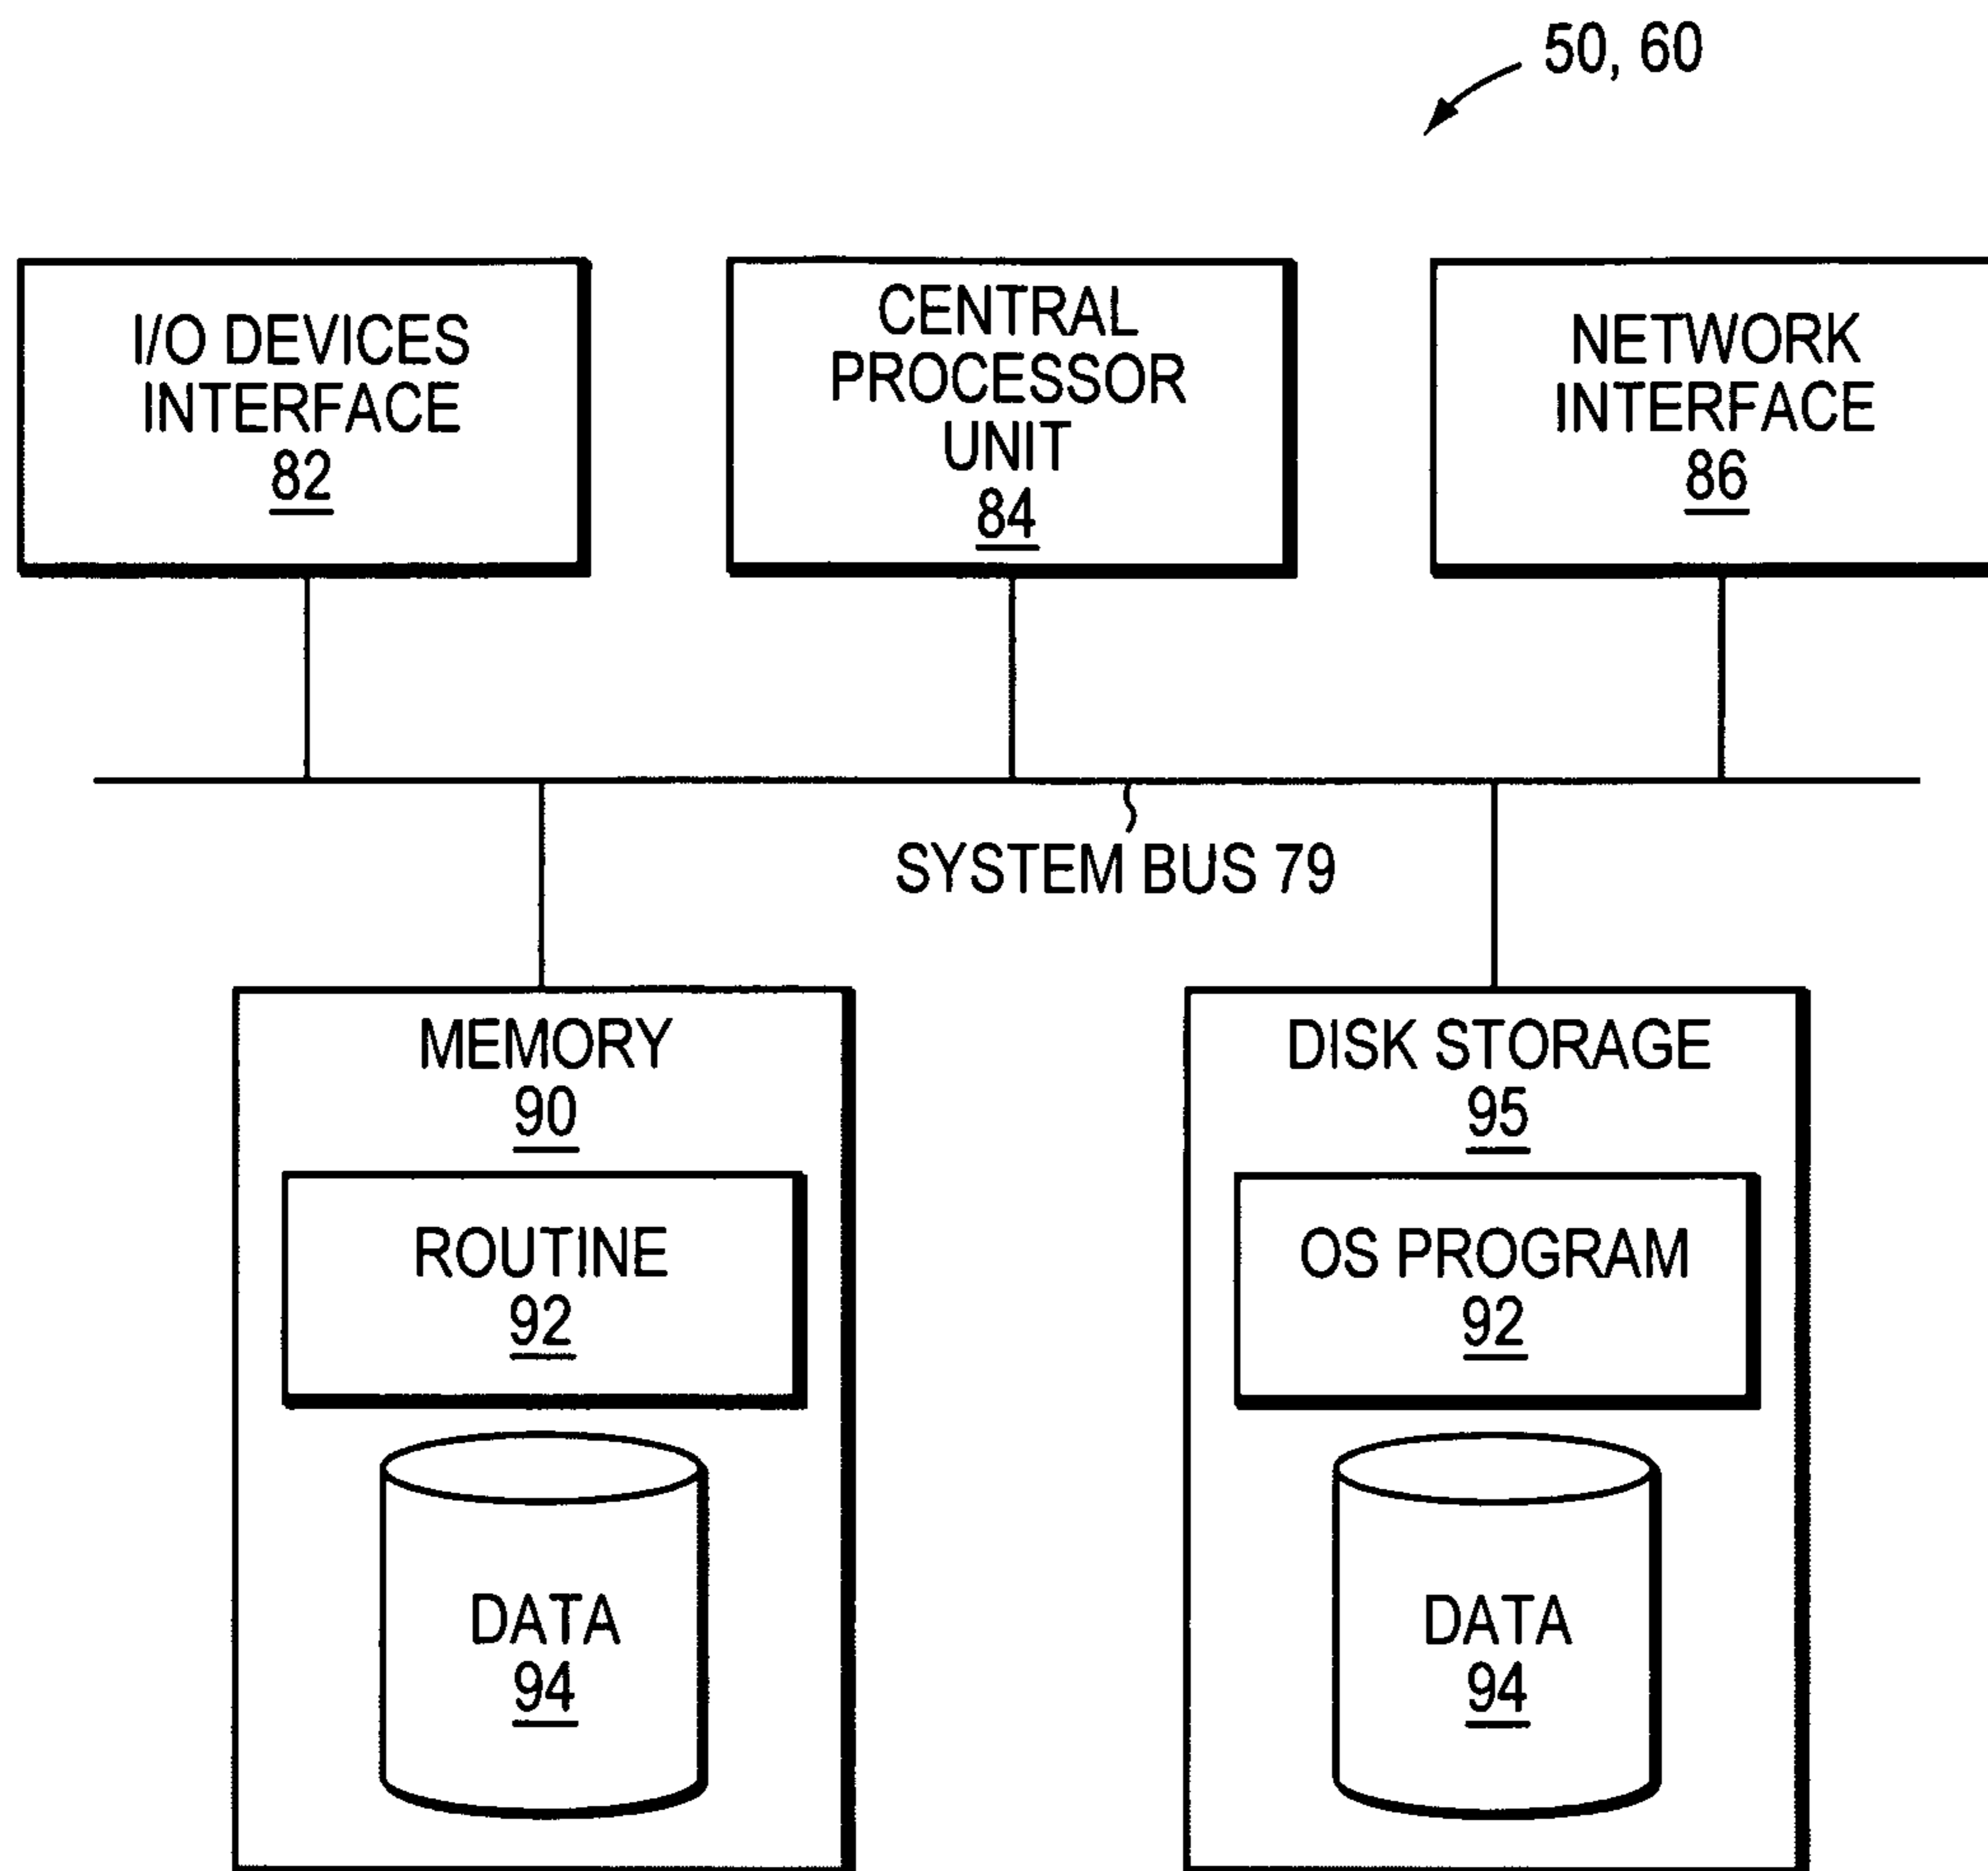 50, 60
I/O DEVICES
INTERFACE
82
CENTRAL
PROCESSOR
UNIT
84
NETWORK
INTERFACE
86
SYSTEM BUS 79
MEMORY
90
ROUTINE
92
DATA
94
DISK STORAGE
95
OS PROGRAM
92
DATA
94